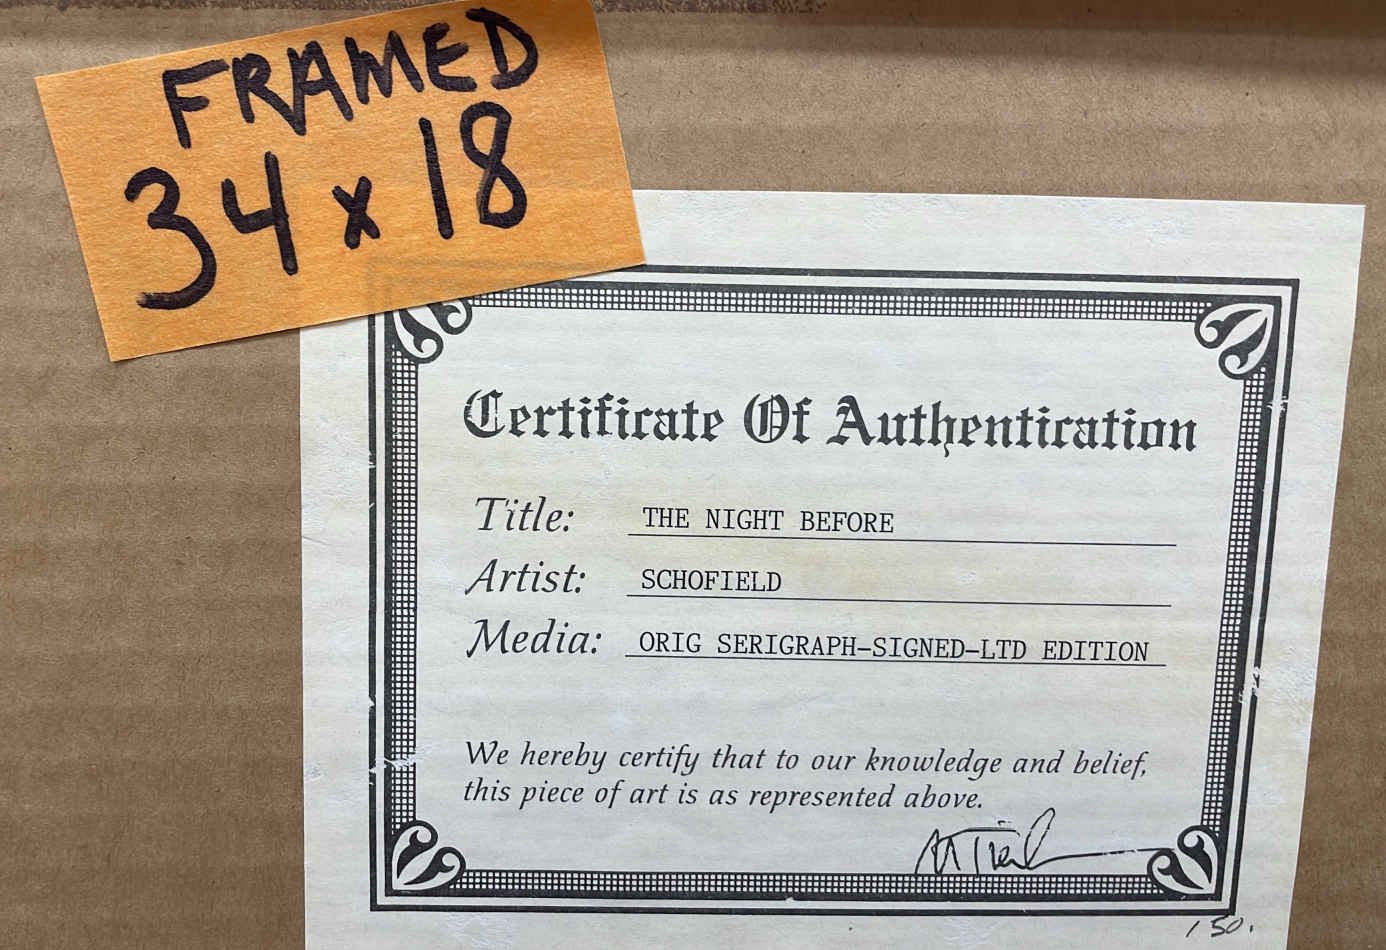 FRAMED
34 x 18
Certificate Of Authentication
Title: THE NIGHT BEFORE
Artist: SCHOFIELD
Media: ORIG SERIGRAPH-SIGNED-LTD EDITION
We hereby certify that to our knowledge and belief,
this piece of art is as represented above.
150.